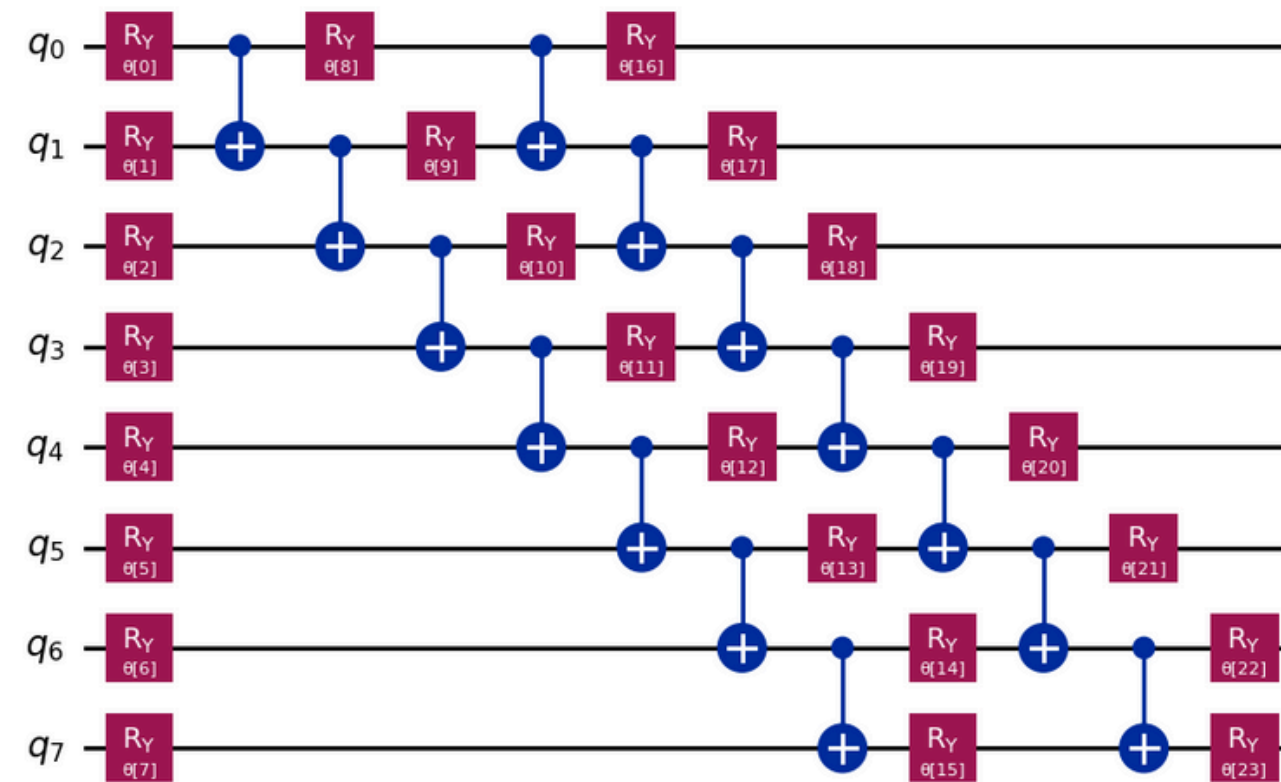 q0 RY RY RY
θ[0] θ[8] θ[16]
q1 RY RY RY
θ[1] θ[9] θ[17]
q2 RY RY RY
θ[2] θ[10] θ[18]
q3 RY RY RY
θ[3] θ[11] θ[19]
q4 RY RY RY
θ[4] θ[12] θ[20]
q5 RY RY RY
θ[5] θ[13] θ[21]
q6 RY RY RY
θ[6] θ[14] θ[22]
q7 RY RY RY
θ[7] θ[15] θ[23]